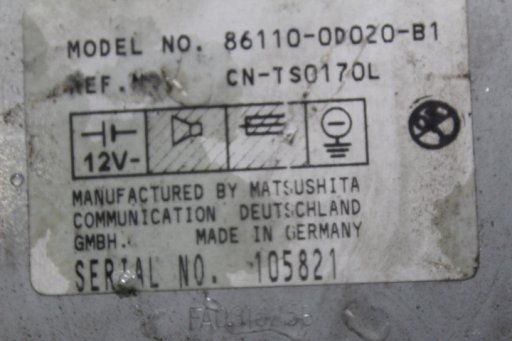 MODEL NO. 86110-0D020-B1
REF.N CN-TS0170L
12V-
MANUFACTURED BY MATSUSHITA
COMMUNICATION DEUTSCHLAND
GMBH. MADE IN GERMANY
SERIAL NO. 105821